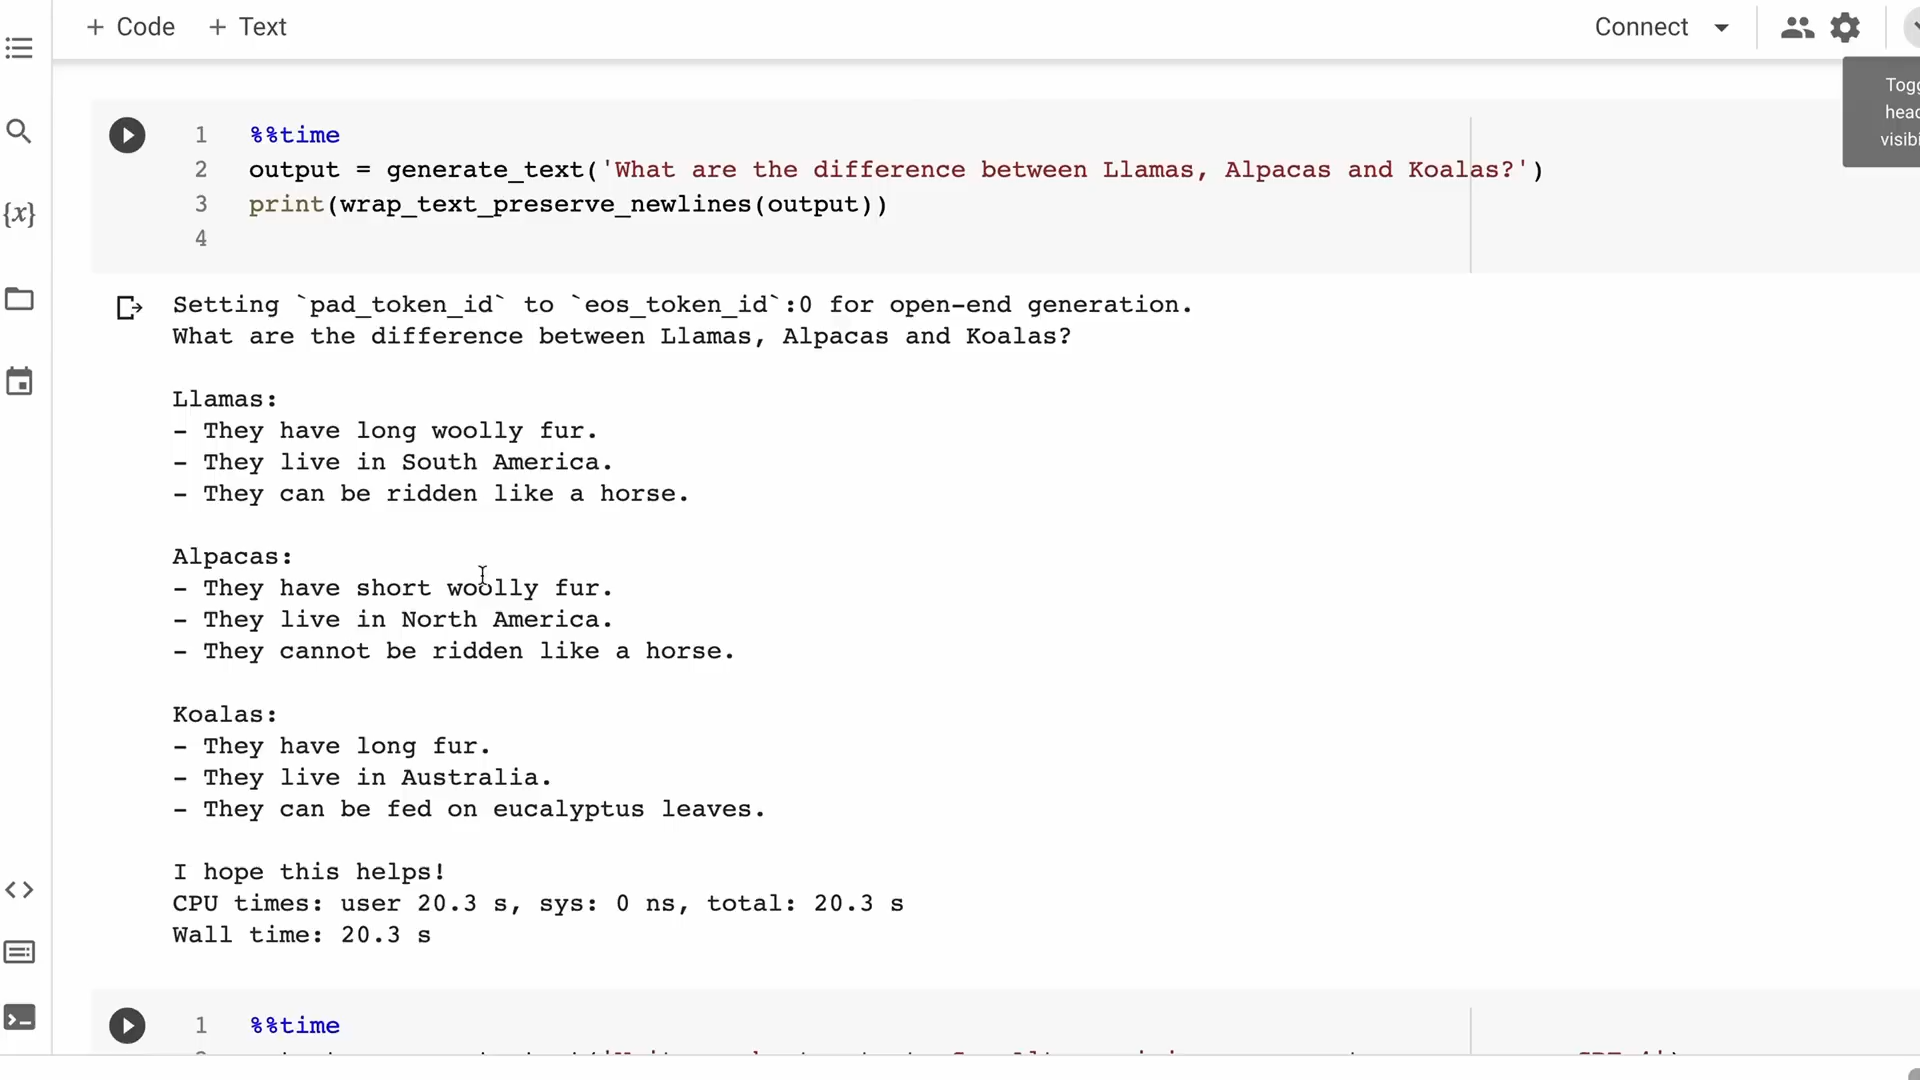 + Code + Text
Connect
Togg
head
visibi
{x}
1 %%time
2 output = generate_text('What are the difference between Llamas, Alpacas and Koalas?')
3 print(wrap_text_preserve_newlines(output))
4
Setting `pad_token_id` to `eos_token_id`:0 for open-end generation.
What are the difference between Llamas, Alpacas and Koalas?
Llamas:
- They have long woolly fur.
- They live in South America.
- They can be ridden like a horse.
Alpacas:
- They have short woolly fur.
- They live in North America.
- They cannot be ridden like a horse.
Koalas:
- They have long fur.
- They live in Australia.
- They can be fed on eucalyptus leaves.
I hope this helps!
CPU times: user 20.3 s, sys: 0 ns, total: 20.3 s
Wall time: 20.3 s
1 %%time